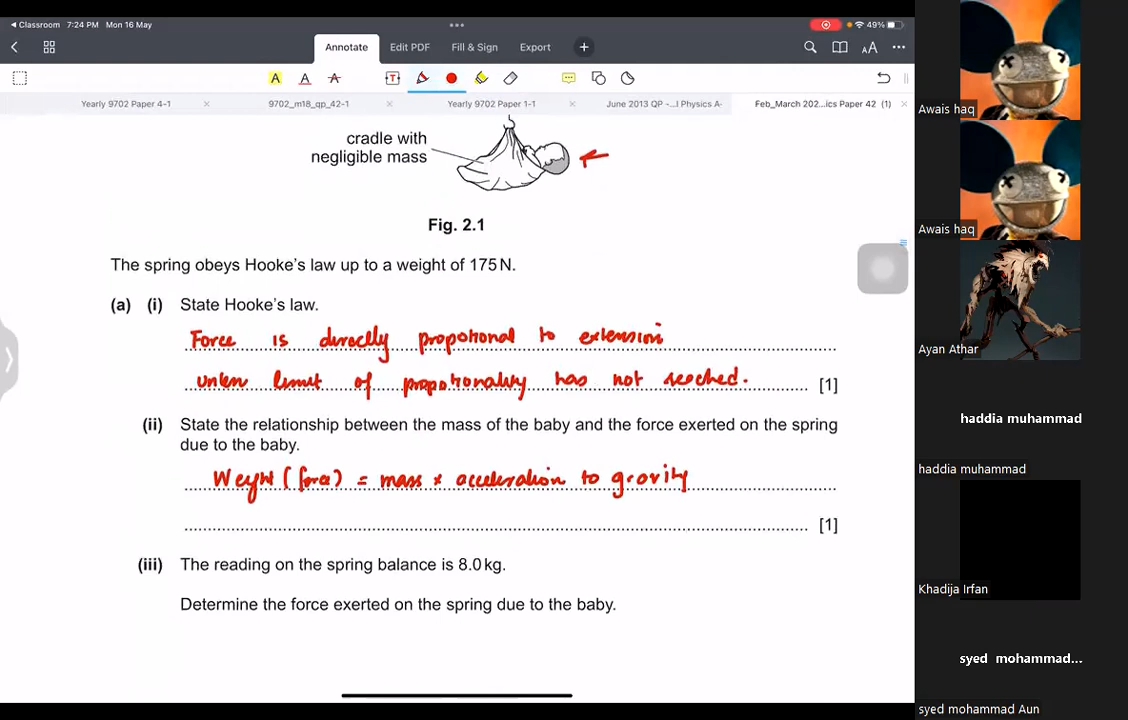 Classroom 7:24 PM Mon 16 May
49%
Annotate Edit PDF Fill & Sign Export
AA
A A A T
Yearly 9702 Paper 4-1 × 9702_m18_qp_42-1 × Yearly 9702 Paper 1-1 × June 2013 QP -...l Physics A- Feb_March 202...ics Paper 42 (1) ×
cradle with
negligible mass
Fig. 2.1
The spring obeys Hooke's law up to a weight of 175 N.
(a) (i) State Hooke's law.
Force is directly propotional to extension
limit of propotionality has not reached. [1]
(ii) State the relationship between the mass of the baby and the force exerted on the spring
due to the baby.
Weight (force) = mass × acceleration to gravity
[1]
(iii) The reading on the spring balance is 8.0 kg.
Determine the force exerted on the spring due to the baby.
Awais haq
Awais haq
Ayan Athar
haddia muhammad
haddia muhammad
Khadija Irfan
syed mohammad...
syed mohammad Aun